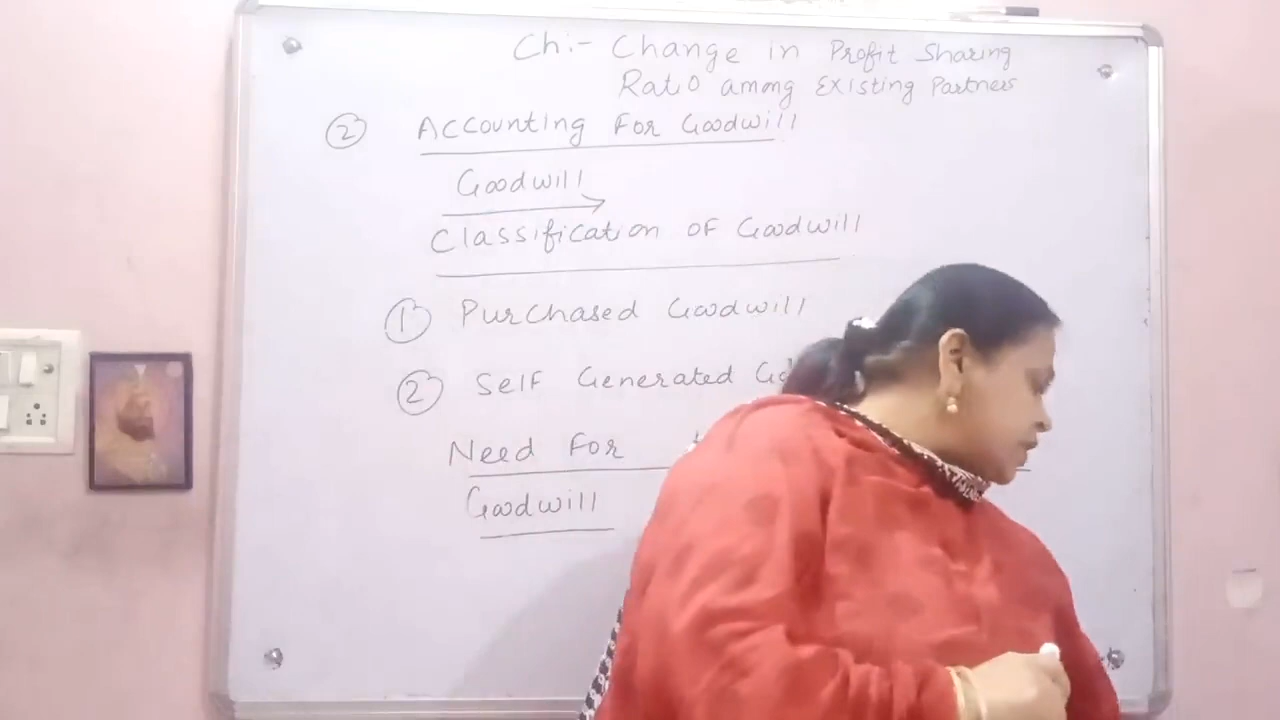 Ch:- Change in Profit Sharing
Ratio among Existing Partners
② Accounting For Goodwill
Goodwill
Classification of Goodwill
① Purchased Goodwill
② Self Generated
Need For
Goodwill